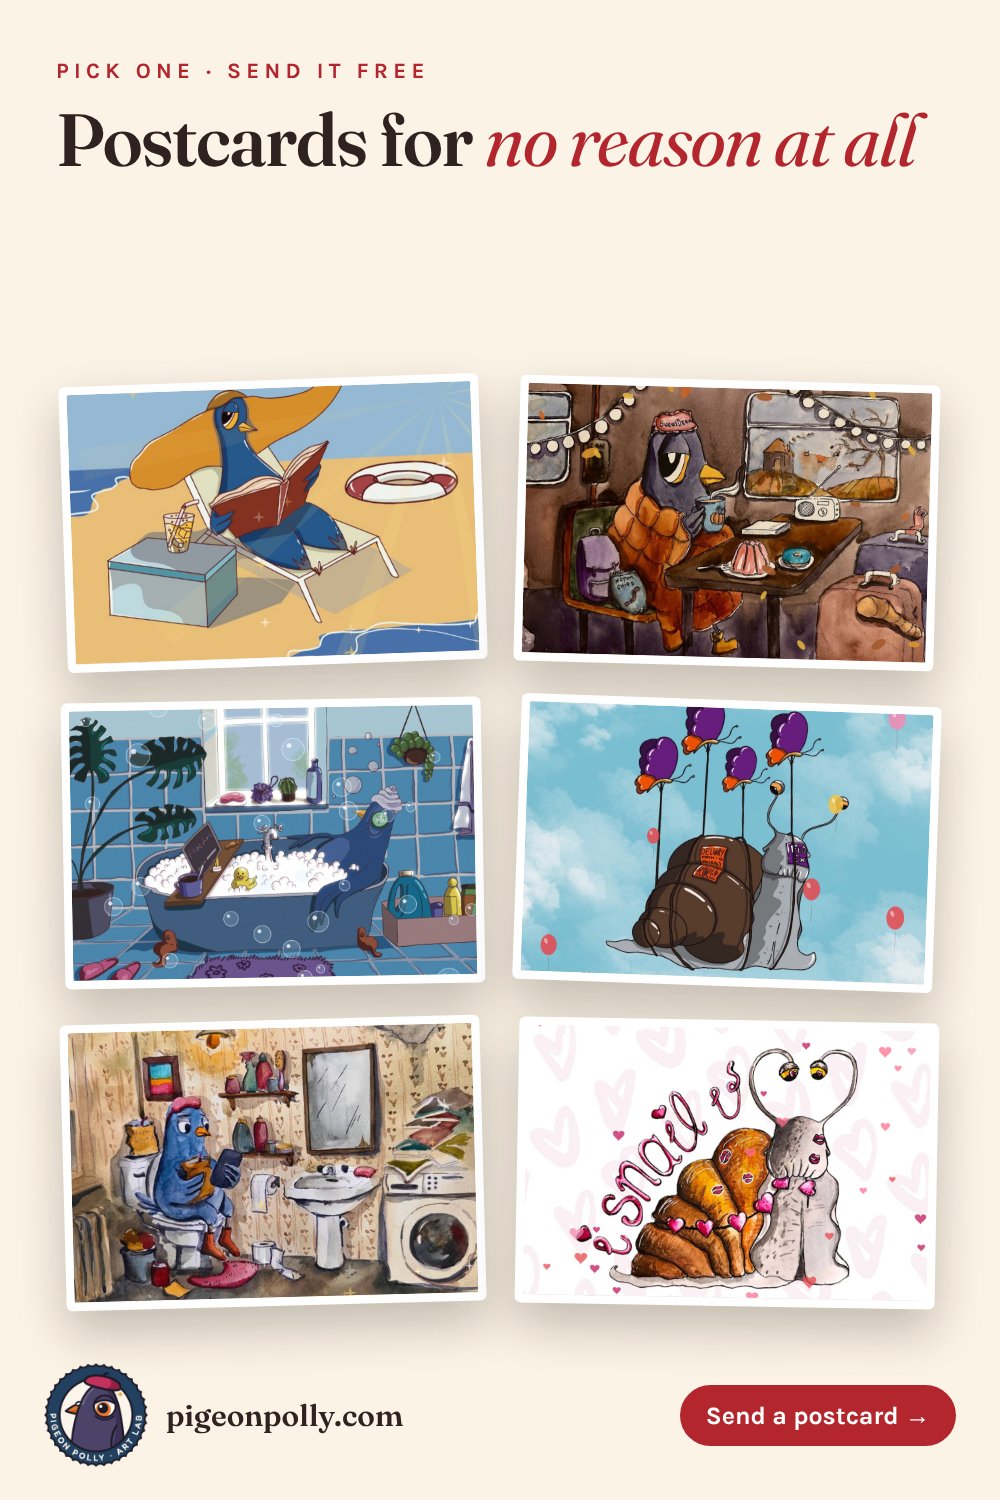 PICK ONE · SEND IT FREE
Postcards for no reason at all
i snail u
pigeonpolly.com
PIGEON POLLY · ART LAB
Send a postcard →